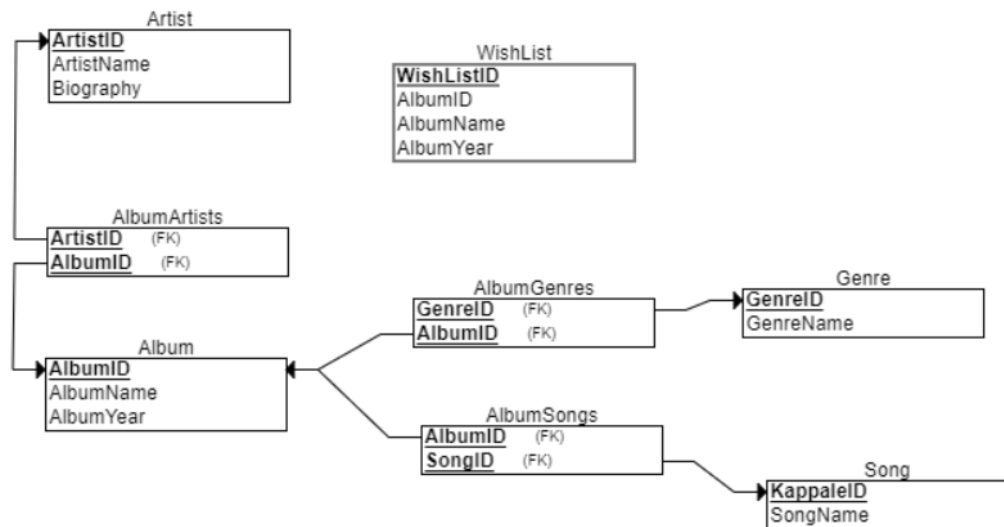 Artist
ArtistID
ArtistName
Biography
WishList
WishListID
AlbumID
AlbumName
AlbumYear
AlbumArtists
ArtistID (FK)
AlbumID (FK)
Album
AlbumID
AlbumName
AlbumYear
AlbumGenres
GenreID (FK)
AlbumID (FK)
Genre
GenreID
GenreName
AlbumSongs
AlbumID (FK)
SongID (FK)
Song
KappaleID
SongName